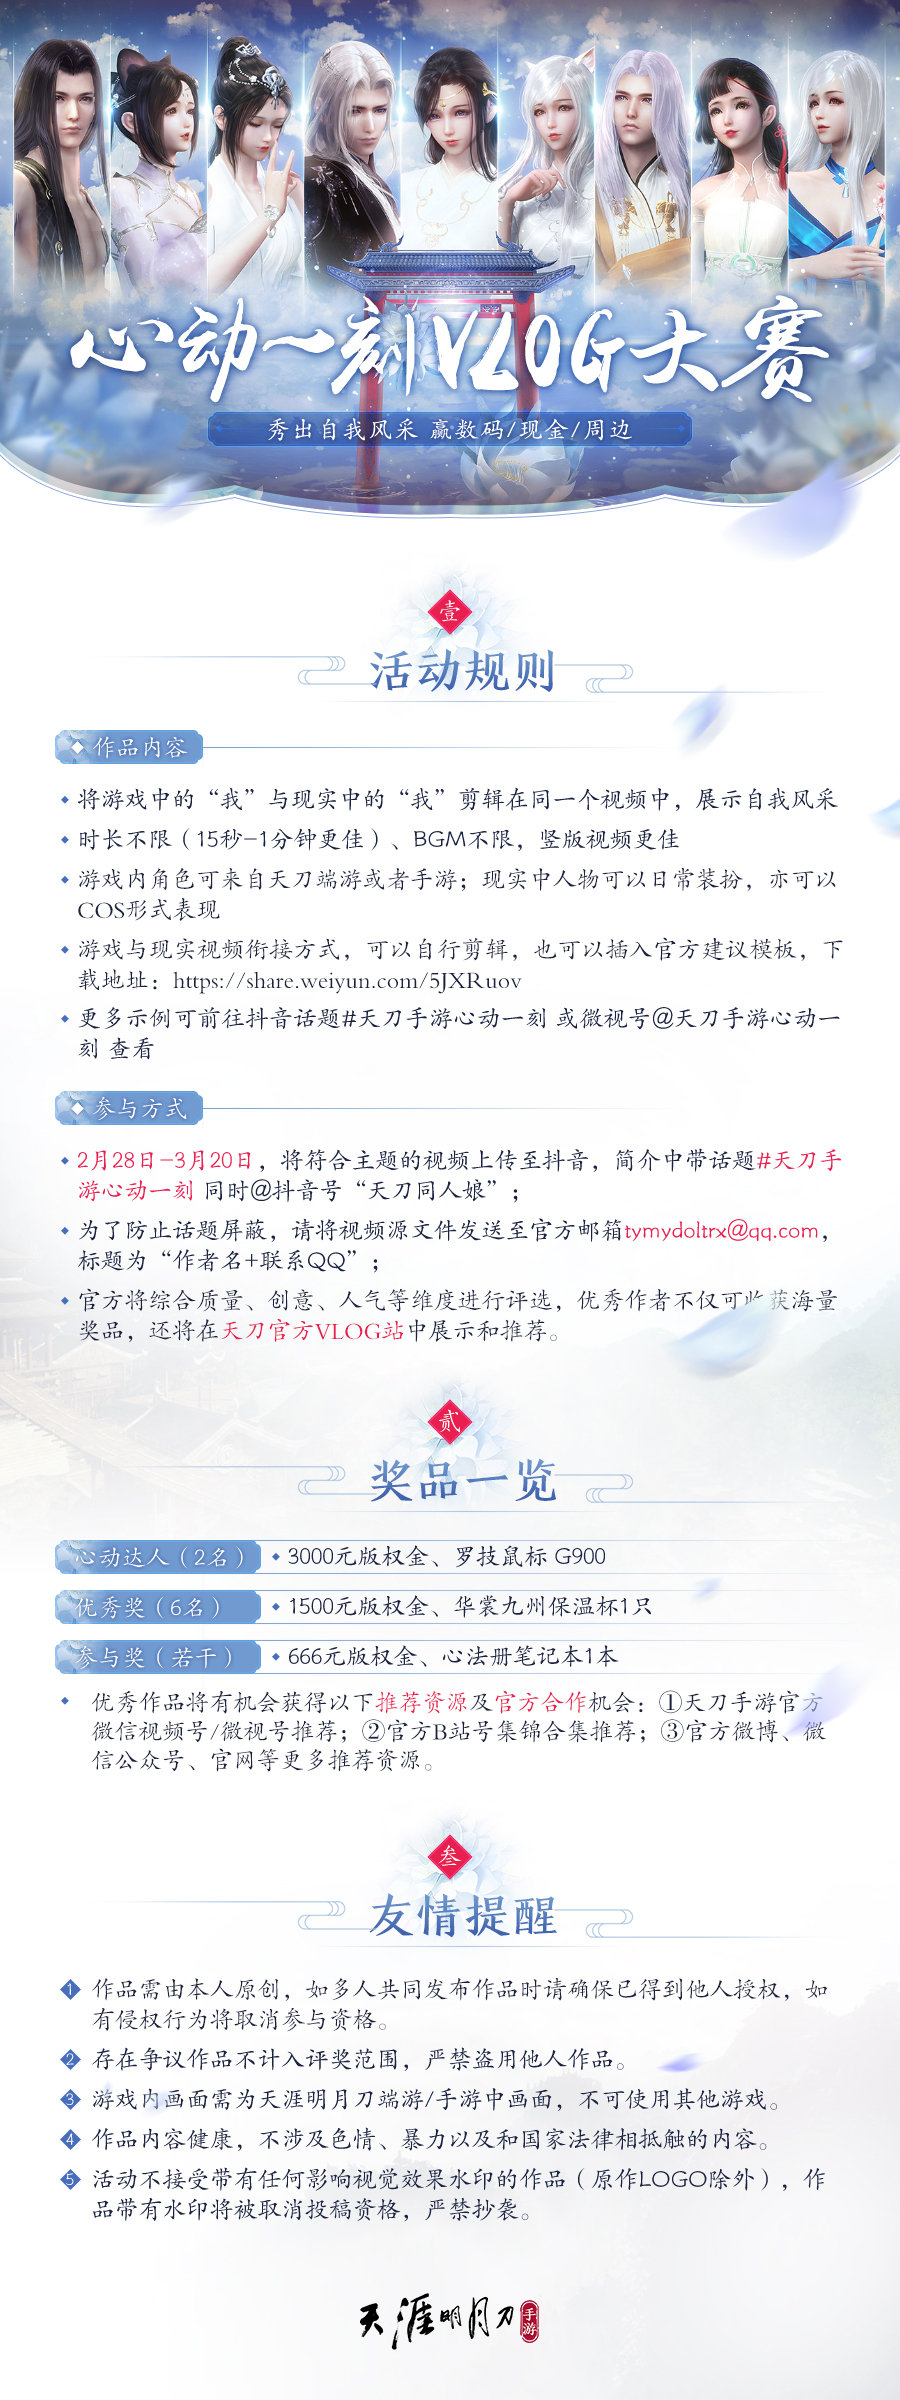 心动一刻VLOG大赛
秀出自我风采 赢数码/现金/周边
壹
活动规则
作品内容
将游戏中的“我”与现实中的“我”剪辑在同一个视频中，展示自我风采
时长不限（15秒-1分钟更佳）、BGM不限，竖版视频更佳
游戏内角色可来自天刀端游或者手游；现实中人物可以日常装扮，亦可以
COS形式表现
游戏与现实视频衔接方式，可以自行剪辑，也可以插入官方建议模板，下
载地址：https://share.weiyun.com/5JXRuov
更多示例可前往抖音话题#天刀手游心动一刻 或微视号@天刀手游心动一
刻 查看
参与方式
2月28日-3月20日，将符合主题的视频上传至抖音，简介中带话题#天刀手
游心动一刻 同时@抖音号“天刀同人娘”；
为了防止话题屏蔽，请将视频源文件发送至官方邮箱tymydoltrx@qq.com，
标题为“作者名+联系QQ”；
官方将综合质量、创意、人气等维度进行评选，优秀作者不仅可收获海量
奖品，还将在天刀官方VLOG站中展示和推荐。
贰
奖品一览
心动达人（2名） 3000元版权金、罗技鼠标 G900
优秀奖（6名） 1500元版权金、华裳九州保温杯1只
参与奖（若干） 666元版权金、心法册笔记本1本
优秀作品将有机会获得以下推荐资源及官方合作机会：①天刀手游官方
微信视频号/微视号推荐；②官方B站号集锦合集推荐；③官方微博、微
信公众号、官网等更多推荐资源。
叁
友情提醒
1 作品需由本人原创，如多人共同发布作品时请确保已得到他人授权，如
有侵权行为将取消参与资格。
2 存在争议作品不计入评奖范围，严禁盗用他人作品。
3 游戏内画面需为天涯明月刀端游/手游中画面，不可使用其他游戏。
4 作品内容健康，不涉及色情、暴力以及和国家法律相抵触的内容。
5 活动不接受带有任何影响视觉效果水印的作品（原作LOGO除外），作
品带有水印将被取消投稿资格，严禁抄袭。
天涯明月刀 手游